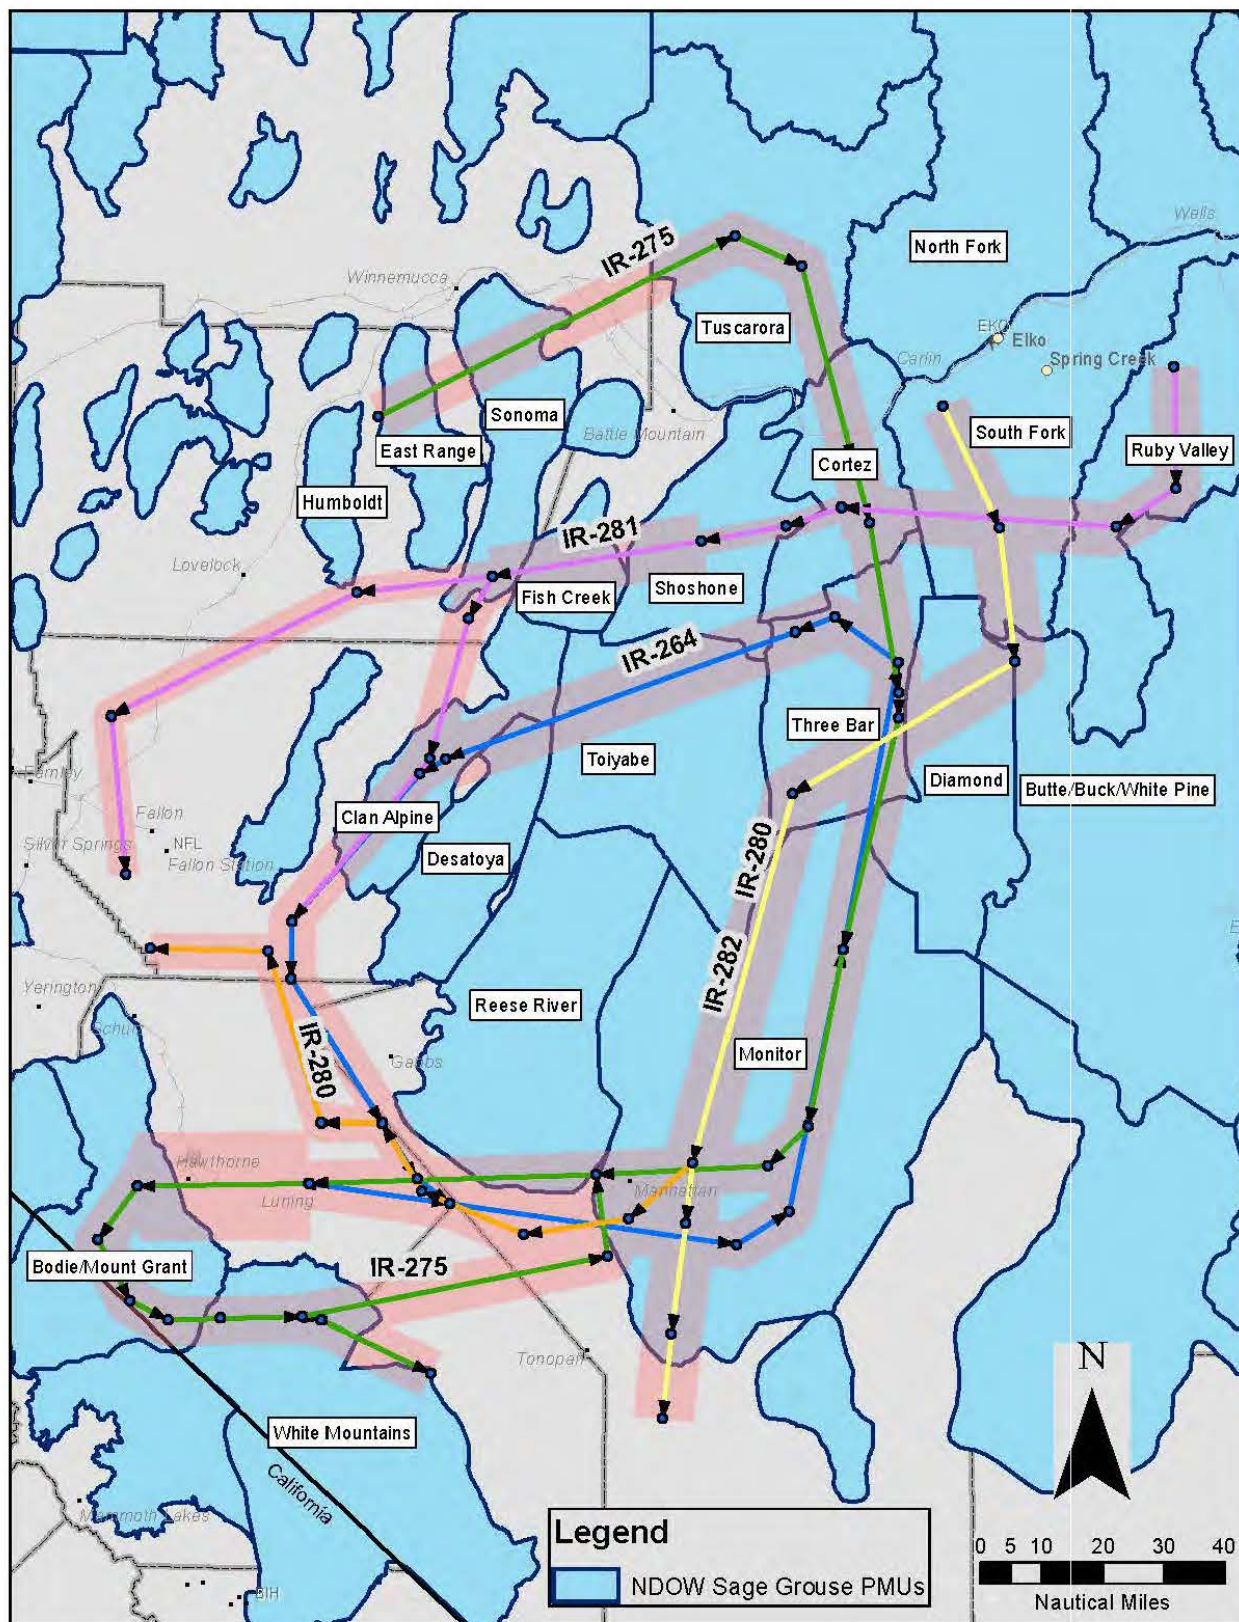 Wells
North Fork
IR-275
Winnemucca
Tuscarora
EKO
Elko
Carlin
Spring Creek
Sonoma
Battle Mountain
South Fork
East Range
Ruby Valley
Cortez
Humboldt
IR-281
Lovelock
Fish Creek
Shoshone
IR-264
Three Bar
Toiyabe
Diamond
Butte/Buck/White Pine
Fernley
Fallon
Clan Alpine
Silver Springs
NFL
Fallon Station
Desatoya
IR-280
IR-282
Yerington
Reese River
Schurz
IR-280
Gabbs
Monitor
Hawthorne
Luning
Manhattan
Bodie/Mount Grant
IR-275
Tonopah
N
White Mountains
California
Mammoth Lakes
Legend
NDOW Sage Grouse PMUs
0 5 10 20 30 40
Nautical Miles
BIH